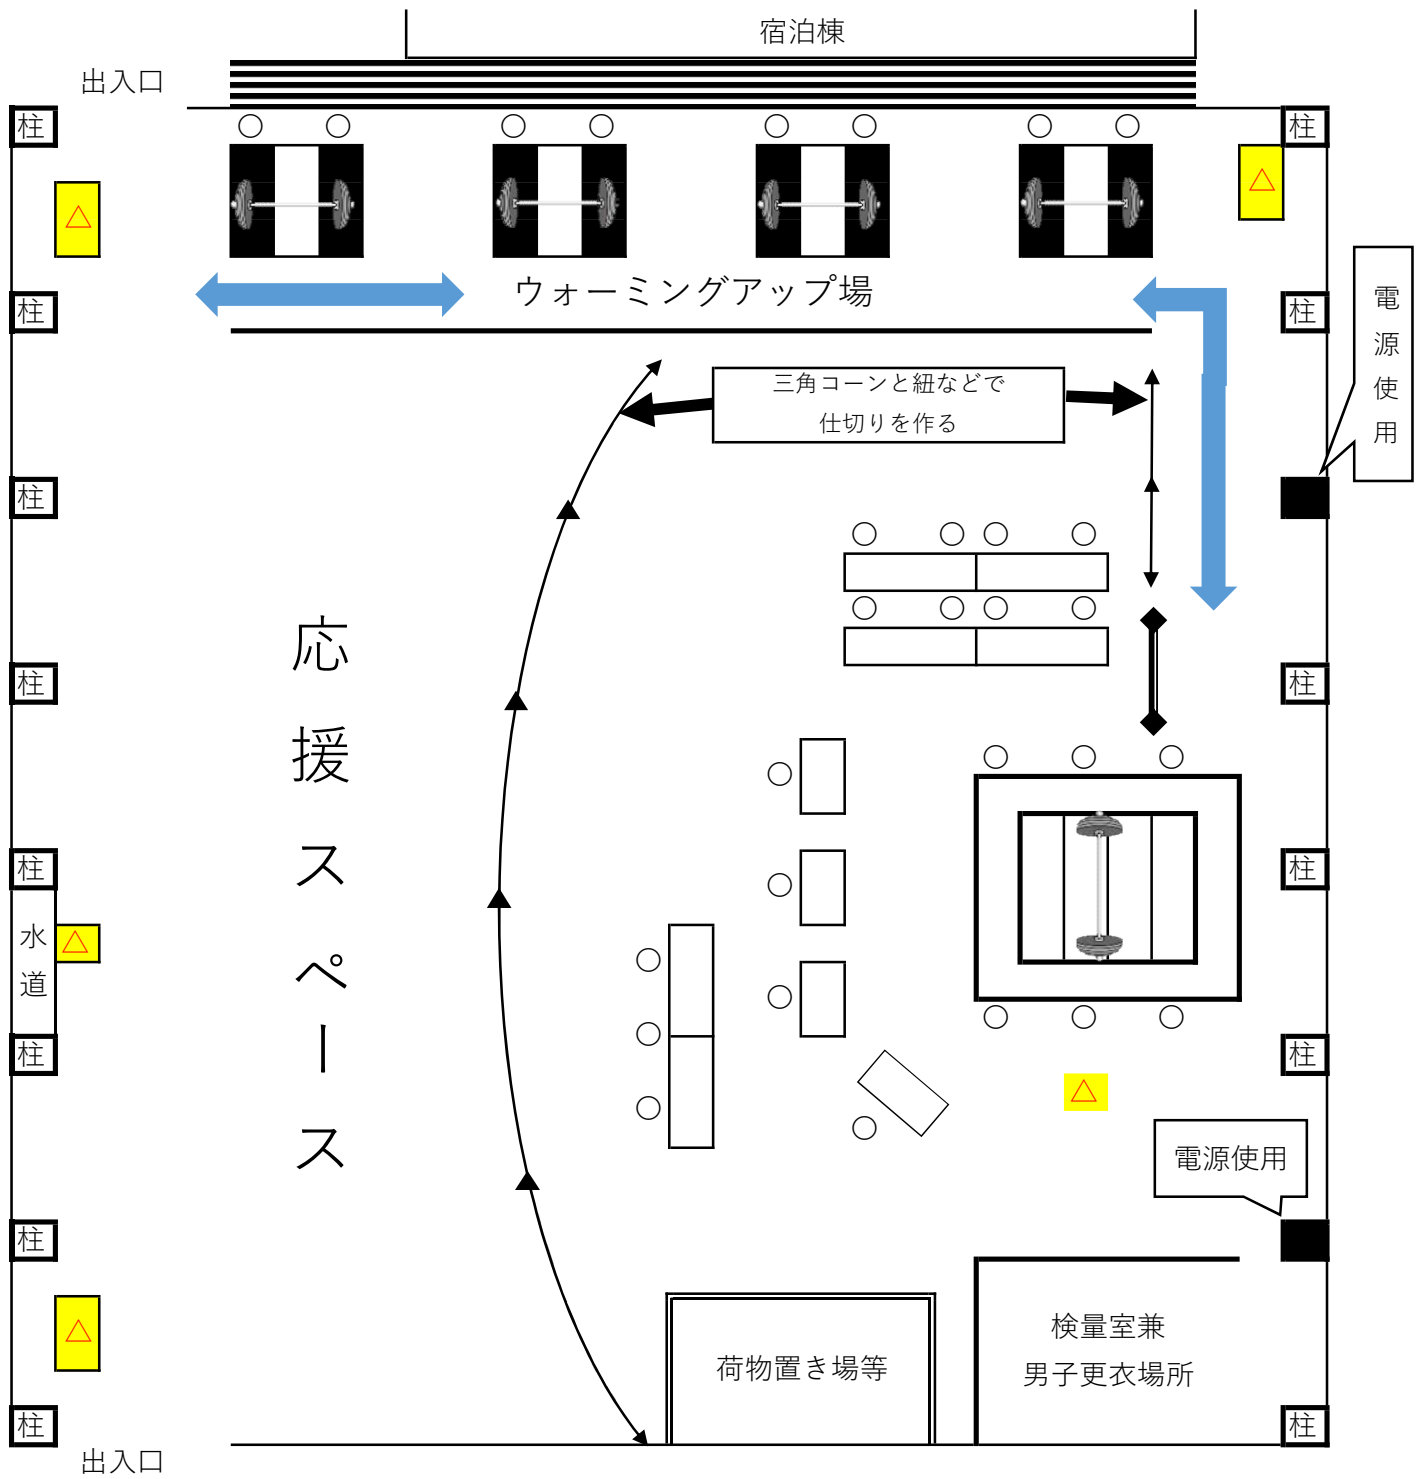 宿泊棟
出入口
柱
柱
△
△
ウォーミングアップ場
柱
柱
電源使用
三角コーンと紐などで
仕切りを作る
柱
応援スペース
柱
柱
柱
柱
水道
△
柱
柱
△
電源使用
柱
△
検量室兼
男子更衣場所
荷物置き場等
柱
柱
出入口